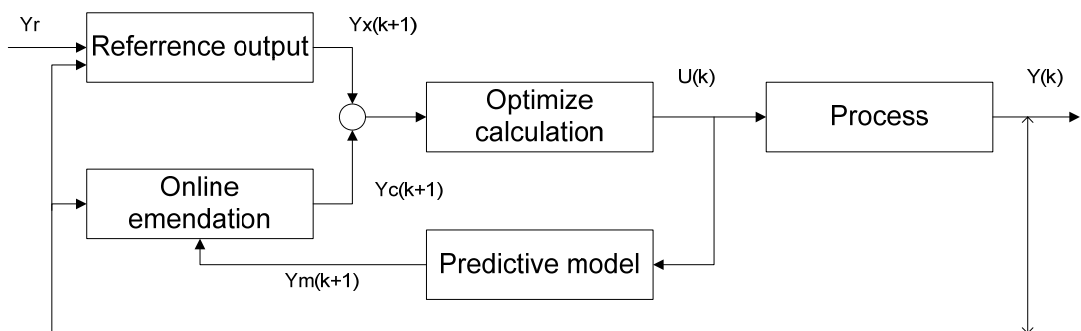 Yr
Yx(k+1)
Referrence output
U(k)
Y(k)
Optimize
calculation
Process
Online
emendation
Yc(k+1)
Predictive model
Ym(k+1)